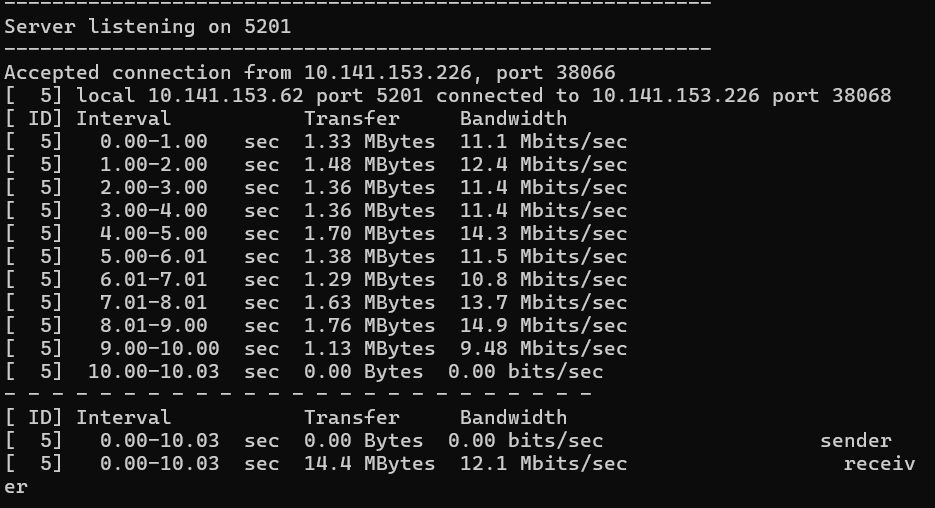 -----------------------------------------------------------
Server listening on 5201
-----------------------------------------------------------
Accepted connection from 10.141.153.226, port 38066
[  5] local 10.141.153.62 port 5201 connected to 10.141.153.226 port 38068
[ ID] Interval           Transfer     Bandwidth
[  5]   0.00-1.00   sec  1.33 MBytes  11.1 Mbits/sec
[  5]   1.00-2.00   sec  1.48 MBytes  12.4 Mbits/sec
[  5]   2.00-3.00   sec  1.36 MBytes  11.4 Mbits/sec
[  5]   3.00-4.00   sec  1.36 MBytes  11.4 Mbits/sec
[  5]   4.00-5.00   sec  1.70 MBytes  14.3 Mbits/sec
[  5]   5.00-6.01   sec  1.38 MBytes  11.5 Mbits/sec
[  5]   6.01-7.01   sec  1.29 MBytes  10.8 Mbits/sec
[  5]   7.01-8.01   sec  1.63 MBytes  13.7 Mbits/sec
[  5]   8.01-9.00   sec  1.76 MBytes  14.9 Mbits/sec
[  5]   9.00-10.00  sec  1.13 MBytes  9.48 Mbits/sec
[  5]  10.00-10.03  sec  0.00 Bytes  0.00 bits/sec
- - - - - - - - - - - - - - - - - - - - - - - - -
[ ID] Interval           Transfer     Bandwidth
[  5]   0.00-10.03  sec  0.00 Bytes  0.00 bits/sec                  sender
[  5]   0.00-10.03  sec  14.4 MBytes  12.1 Mbits/sec                  receiv
er